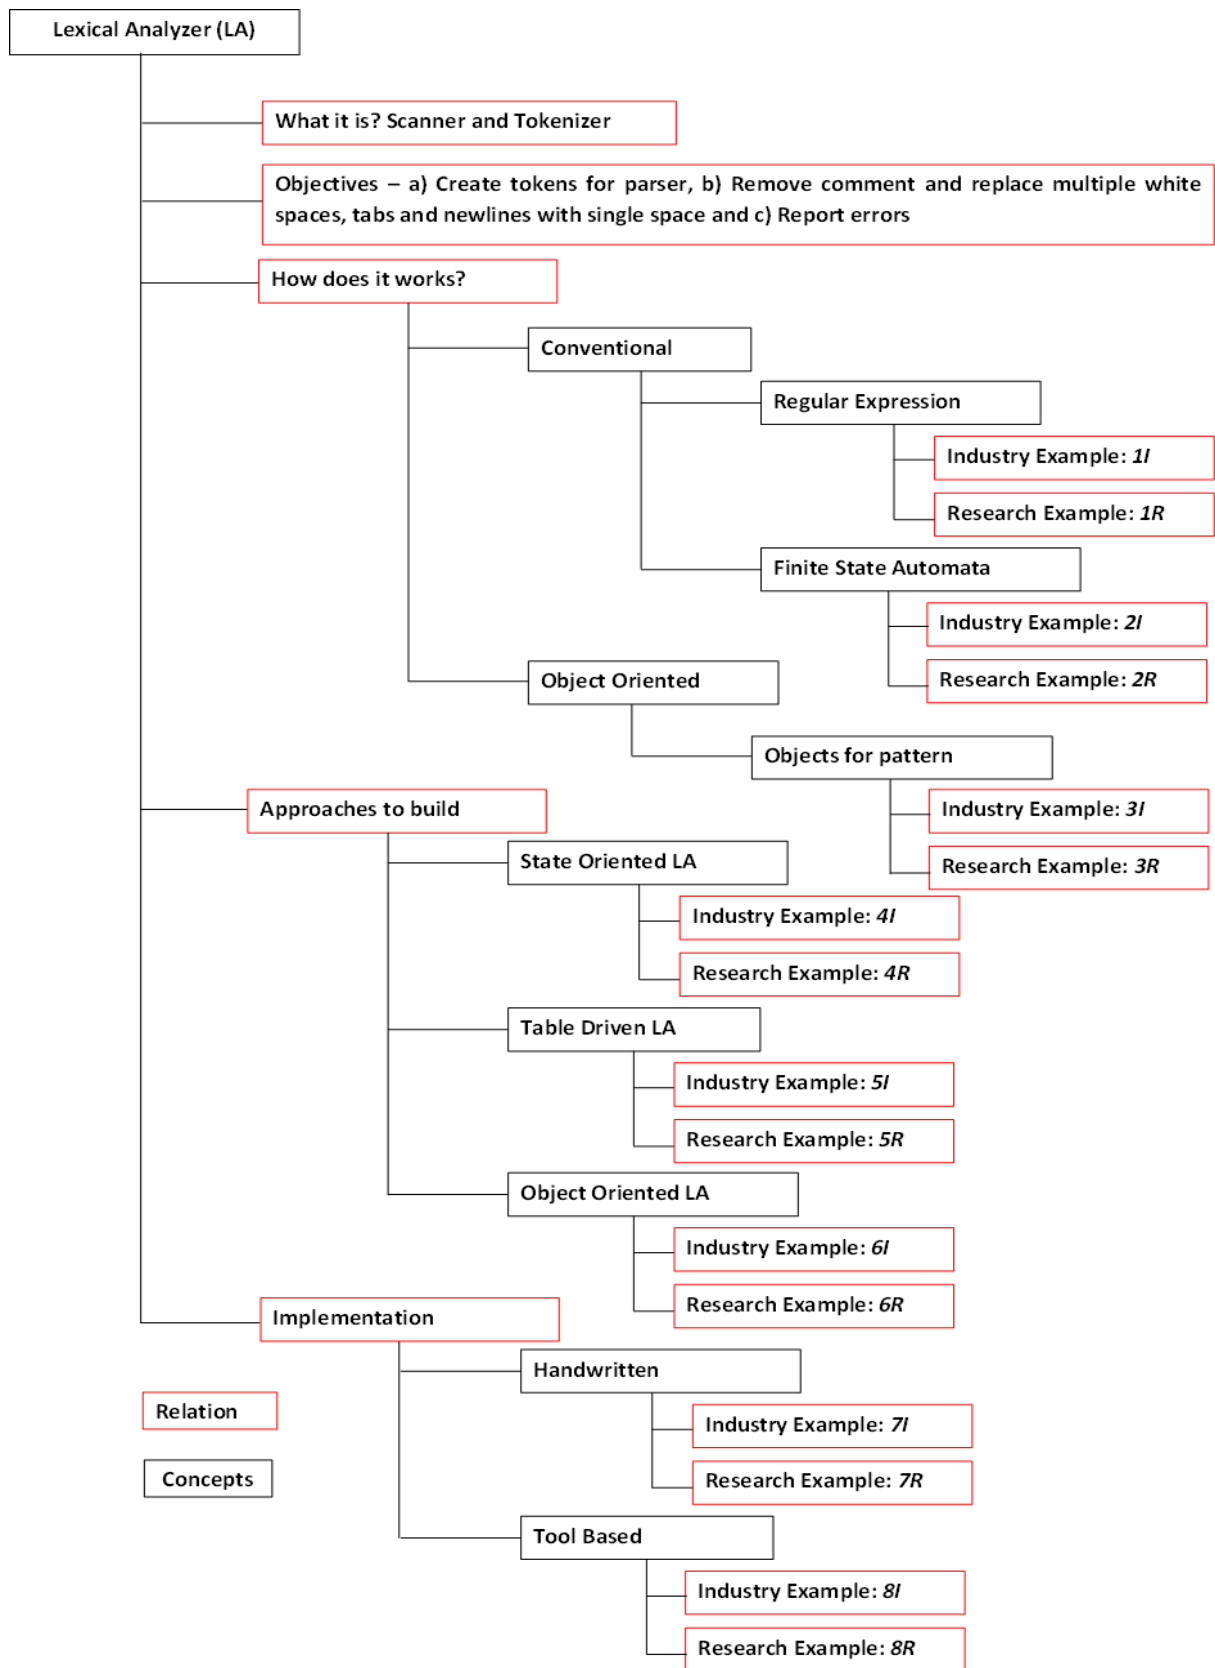 Lexical Analyzer (LA)
What it is? Scanner and Tokenizer
Objectives – a) Create tokens for parser, b) Remove comment and replace multiple white
spaces, tabs and newlines with single space and c) Report errors
How does it works?
Conventional
Regular Expression
Industry Example: 1I
Research Example: 1R
Finite State Automata
Industry Example: 2I
Research Example: 2R
Object Oriented
Objects for pattern
Industry Example: 3I
Research Example: 3R
Approaches to build
State Oriented LA
Industry Example: 4I
Research Example: 4R
Table Driven LA
Industry Example: 5I
Research Example: 5R
Object Oriented LA
Industry Example: 6I
Research Example: 6R
Implementation
Handwritten
Industry Example: 7I
Research Example: 7R
Tool Based
Industry Example: 8I
Research Example: 8R
Relation
Concepts